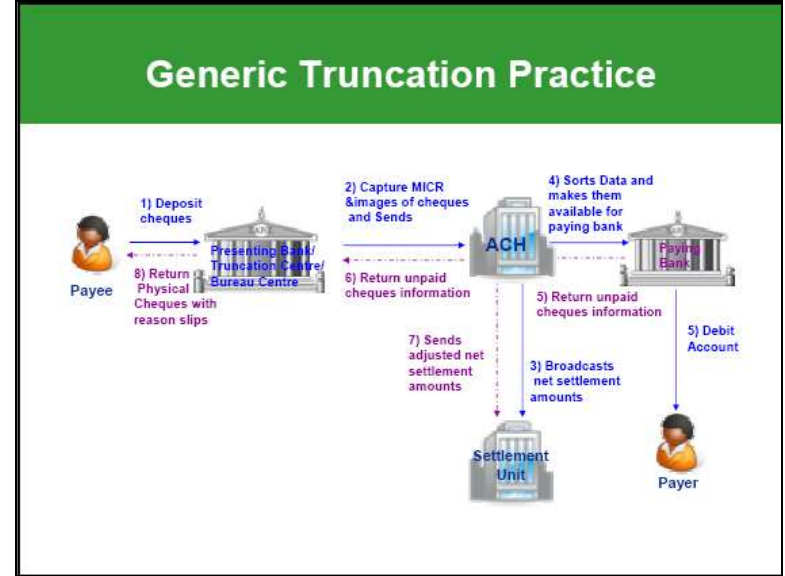 Generic Truncation Practice
1) Deposit
cheques
2) Capture MICR
&images of cheques
and Sends
4) Sorts Data and
makes them
available for
paying bank
Presenting Bank/
Truncation Centre/
Bureau Centre
ACH
Paying
Bank
Payee
8) Return
Physical
Cheques with
reason slips
6) Return unpaid
cheques information
5) Return unpaid
cheques information
7) Sends
adjusted net
settlement
amounts
3) Broadcasts
net settlement
amounts
5) Debit
Account
Settlement
Unit
Payer